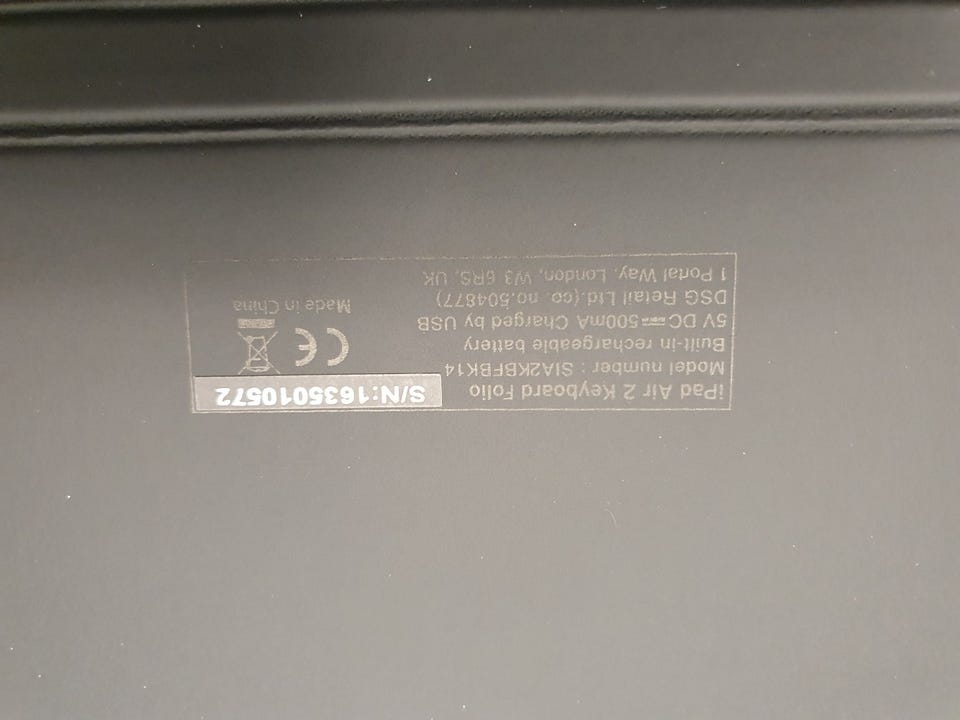 iPad Air 2 Keyboard Folio
Model number : SIA2KBFBK14
Built-in rechargeable battery
5V DC⎓500mA Charged by USB
DSG Retail Ltd.(co. no.504877)
1 Portal Way, London, W3 6RS, UK
S/N:1635010572
CE
Made in China